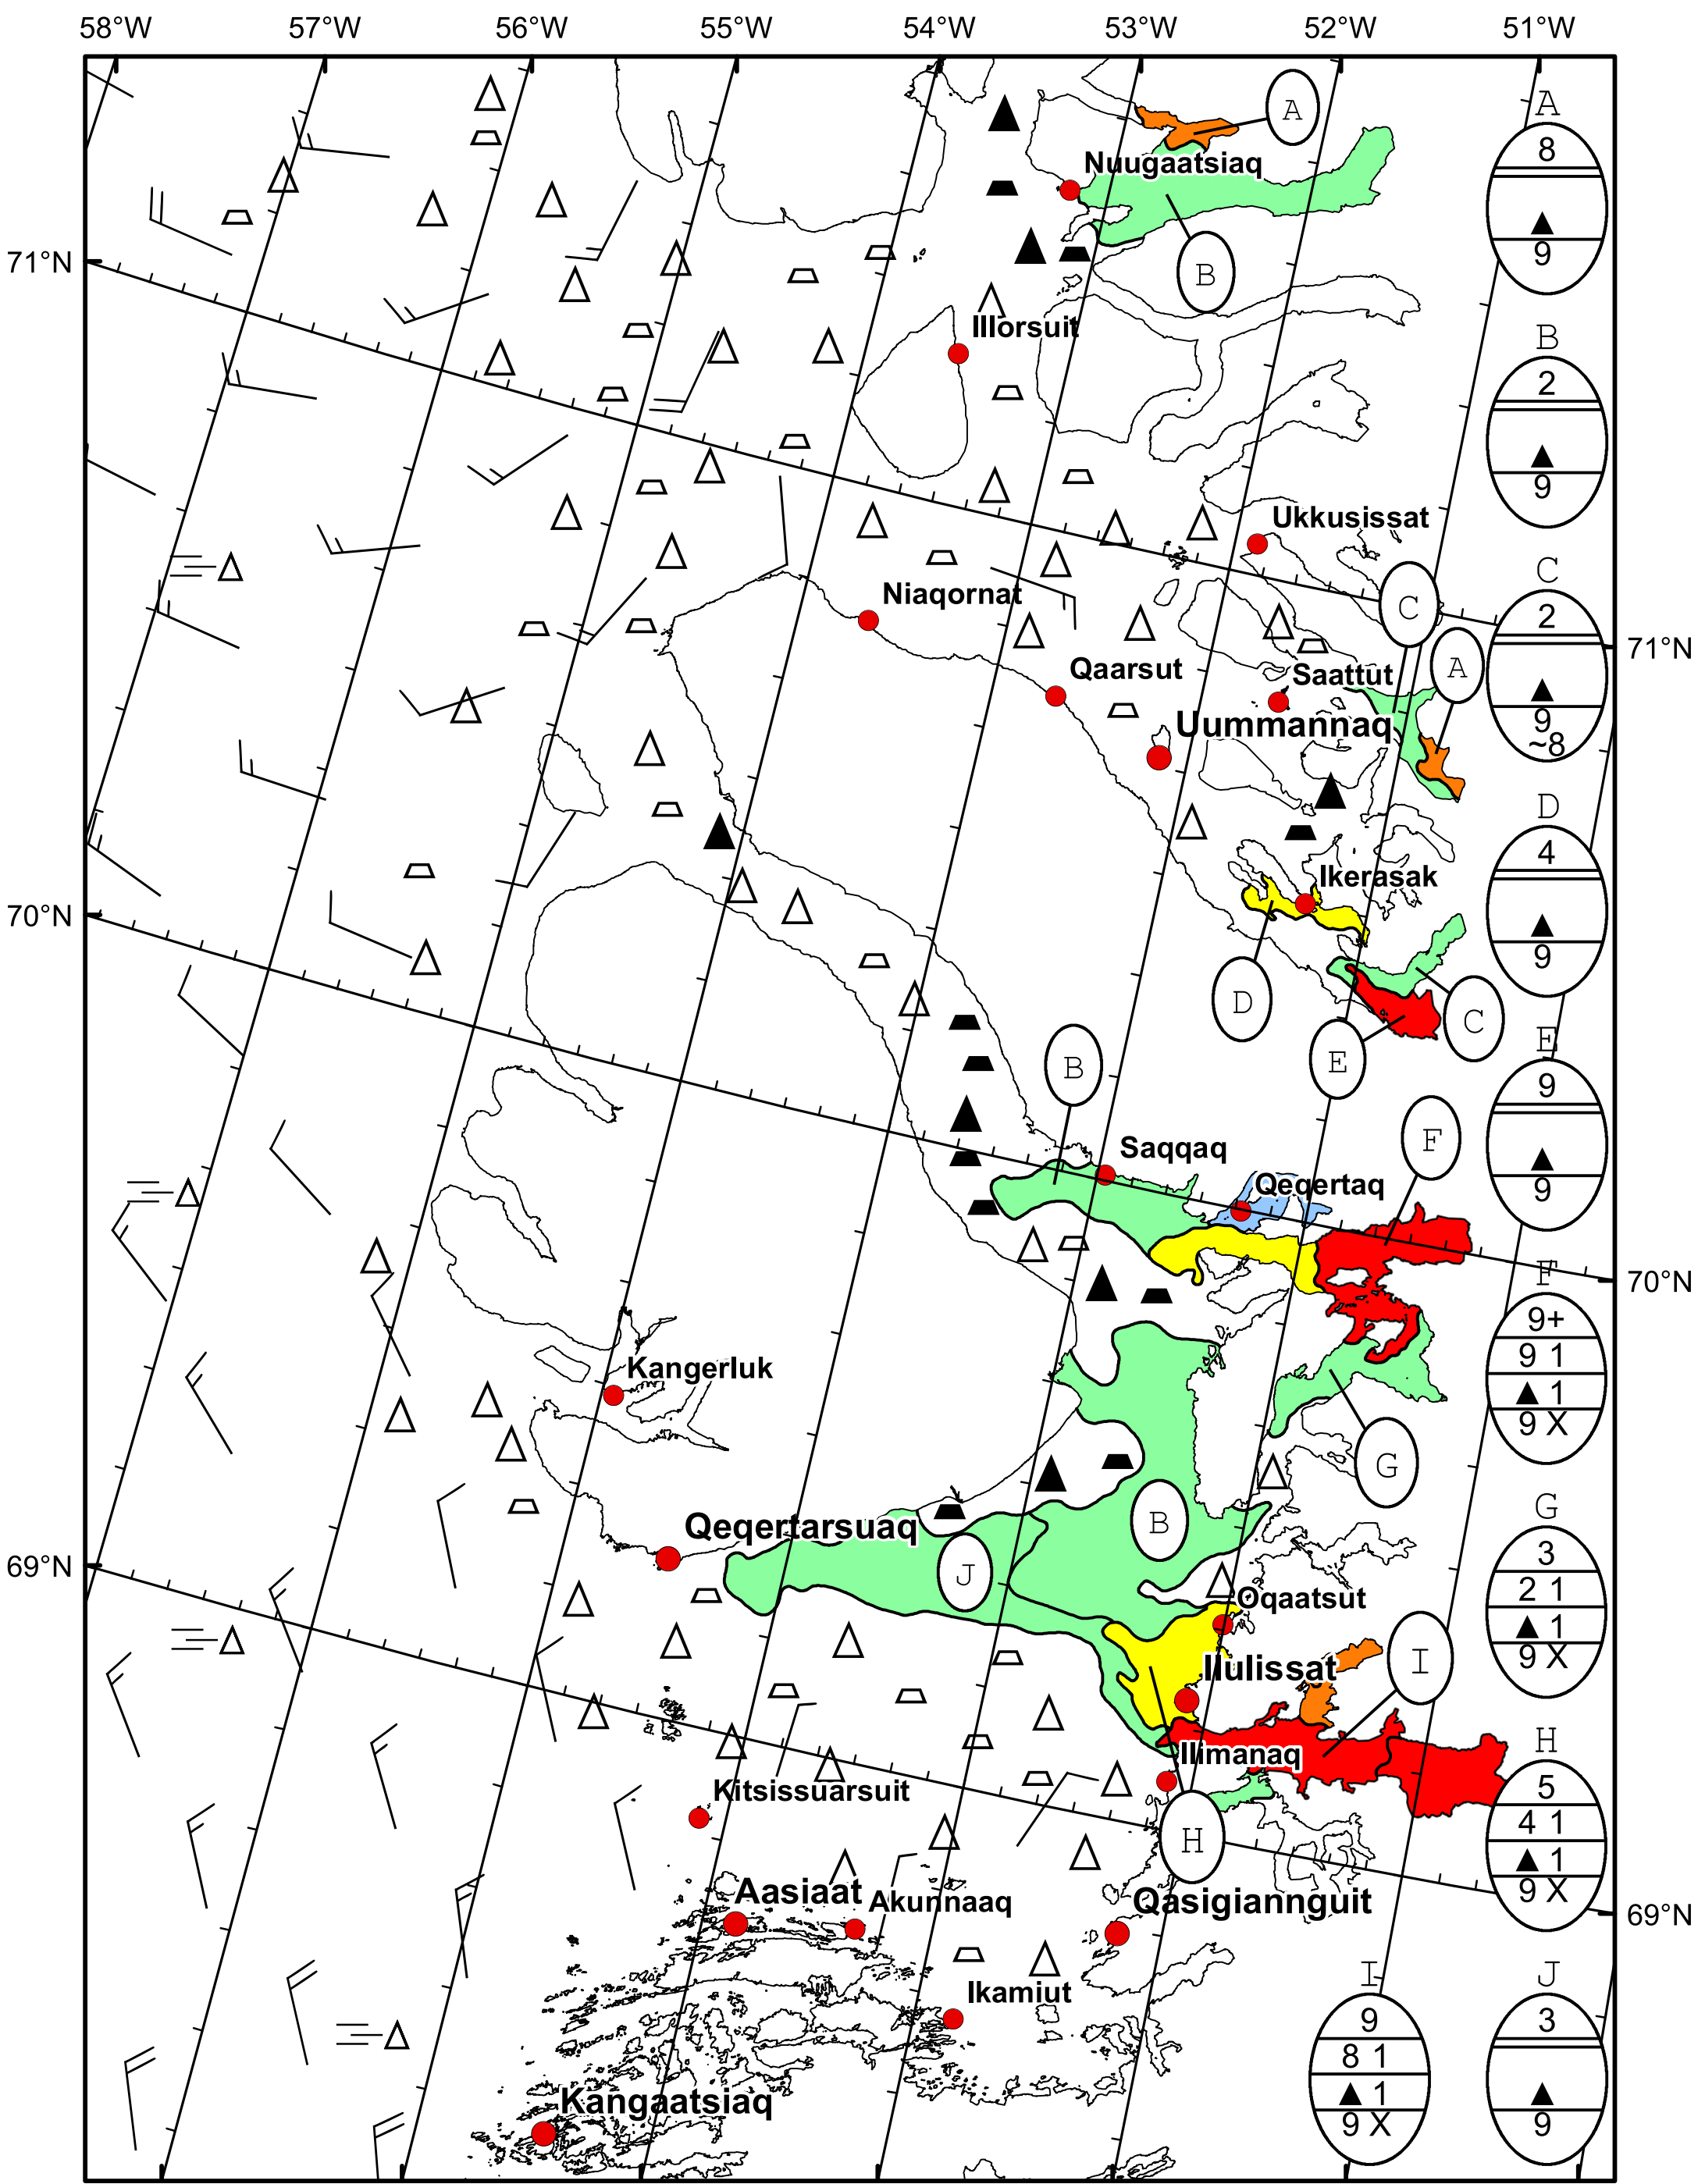 58°W 57°W 56°W 55°W 54°W 53°W 52°W 51°W
A
A
8
9
Nuugaatsiaq
71°N
B
Illorsuit
B
2
9
Ukkusissat
C
2
9
~8
C
Niaqornat
71°N
A
Qaarsut
Saattut
Uummannaq
D
4
9
Ikerasak
70°N
D
C
E
E
9
9
B
F
Saqqaq
Qeqertaq
70°N
F
9+
9 1
1
9 X
Kangerluk
G
G
3
2 1
1
9 X
B
Qeqertarsuaq
69°N
J
Oqaatsut
I
Ilulissat
H
5
4 1
1
9 X
Ilimanaq
Kitsissuarsuit
H
Aasiaat
Akunnaaq
Qasigiannguit
69°N
Ikamiut
I
9
8 1
1
9 X
J
3
9
Kangaatsiaq